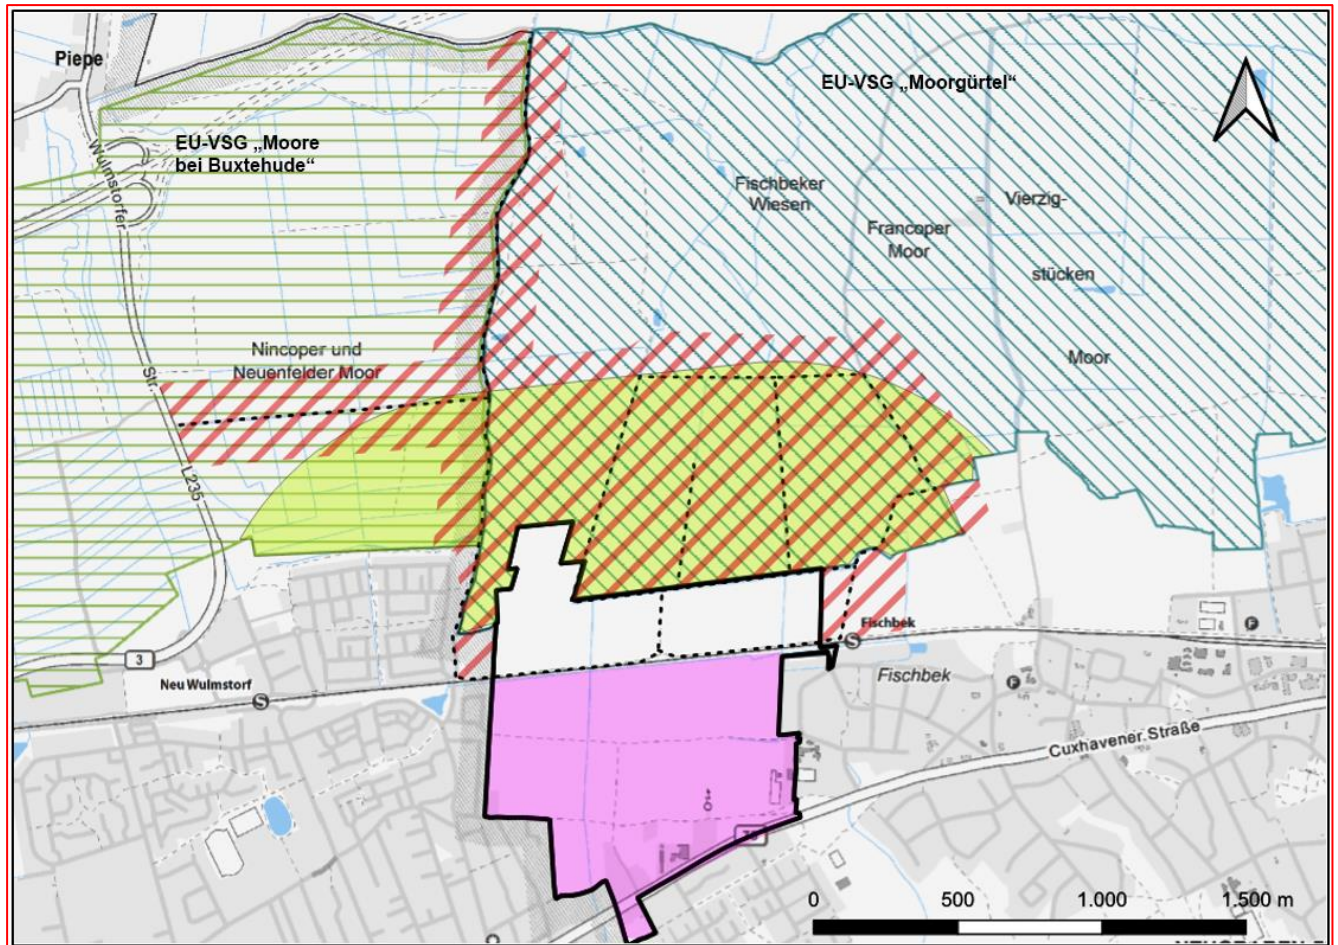 Piepe
EU-VSG „Moorgürtel“
EU-VSG „Moore
bei Buxtehude“
Wulmstorfer
Str.
Fischbeker
Wiesen
Vierzig-
Francoper
Moor
stücken
Nincoper und
Neuenfelder Moor
Moor
L235
Fischbek
S
F
3
Neu Wulmstorf
S
Fischbek
F
Cuxhavener Straße
73
0 500 1.000 1.500 m